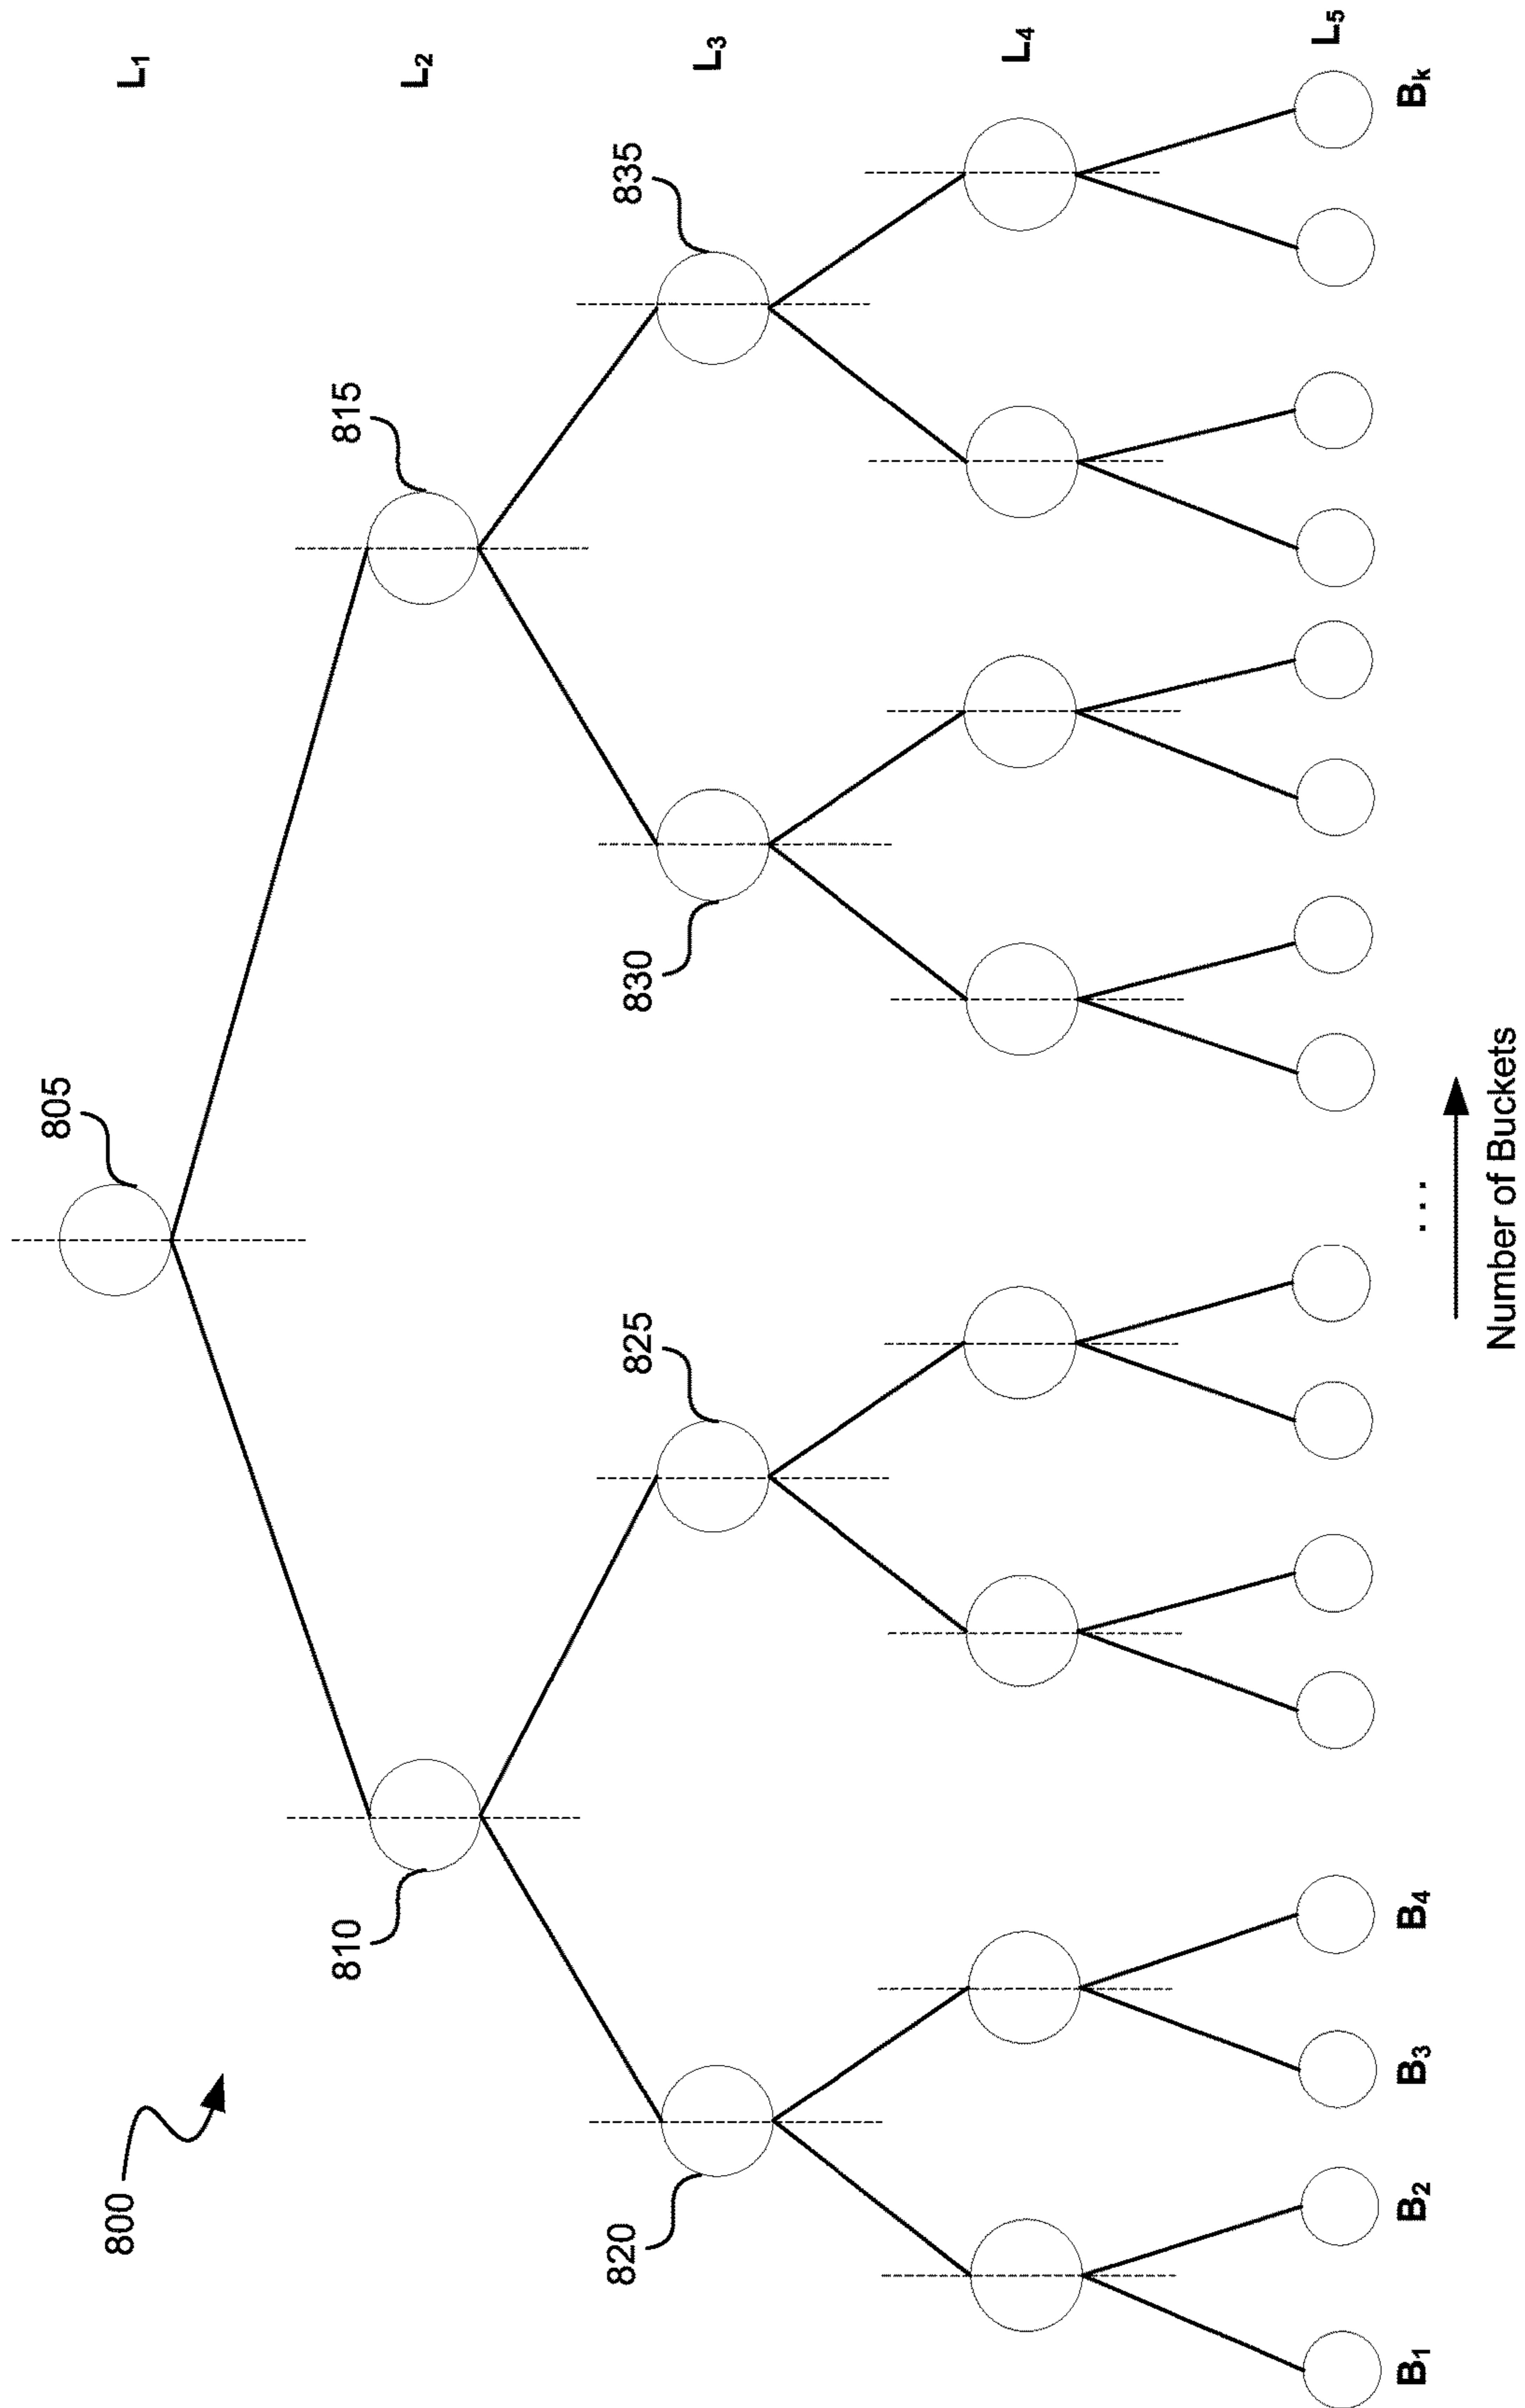 800
805
L₁
810
815
L₂
820
825
830
835
L₃
L₄
L₅
B₁
B₂
B₃
B₄
. . .
Bₖ
Number of Buckets